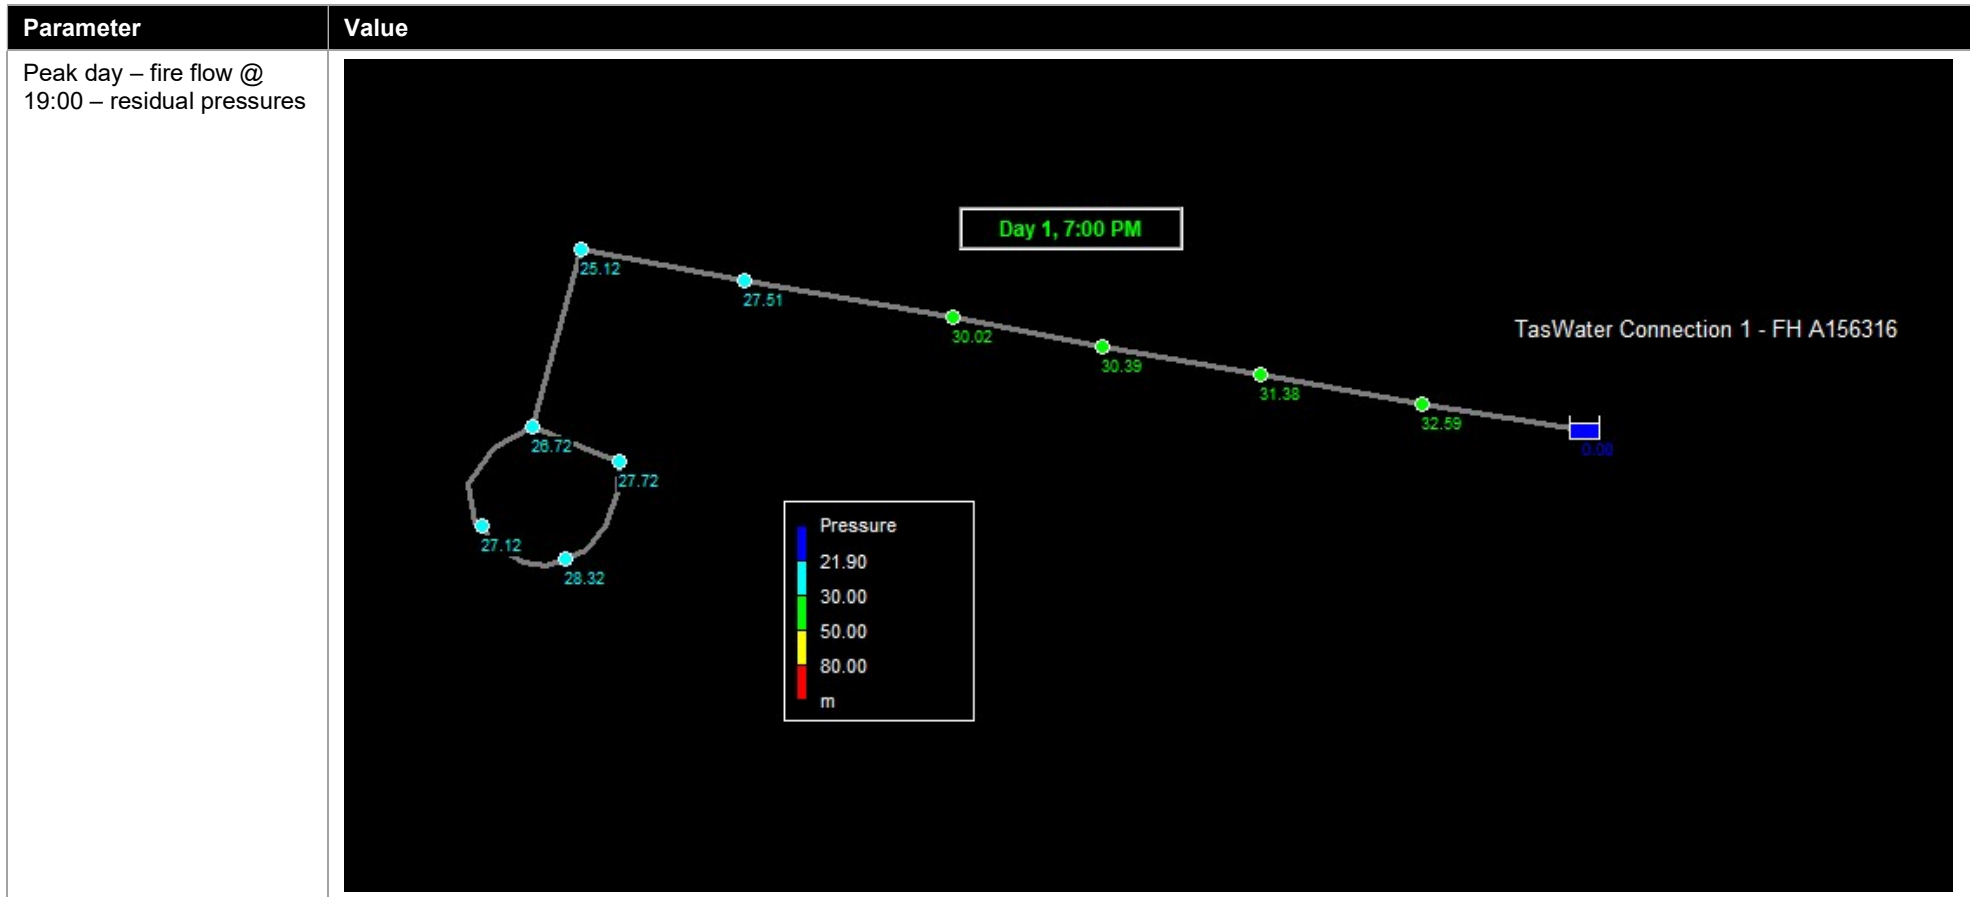 Parameter
Value
Peak day – fire flow @
19:00 – residual pressures
Day 1, 7:00 PM
25.12
27.51
30.02
TasWater Connection 1 - FH A156316
30.39
31.38
32.59
26.72
0.00
27.72
27.12
28.32
Pressure
21.90
30.00
50.00
80.00
m